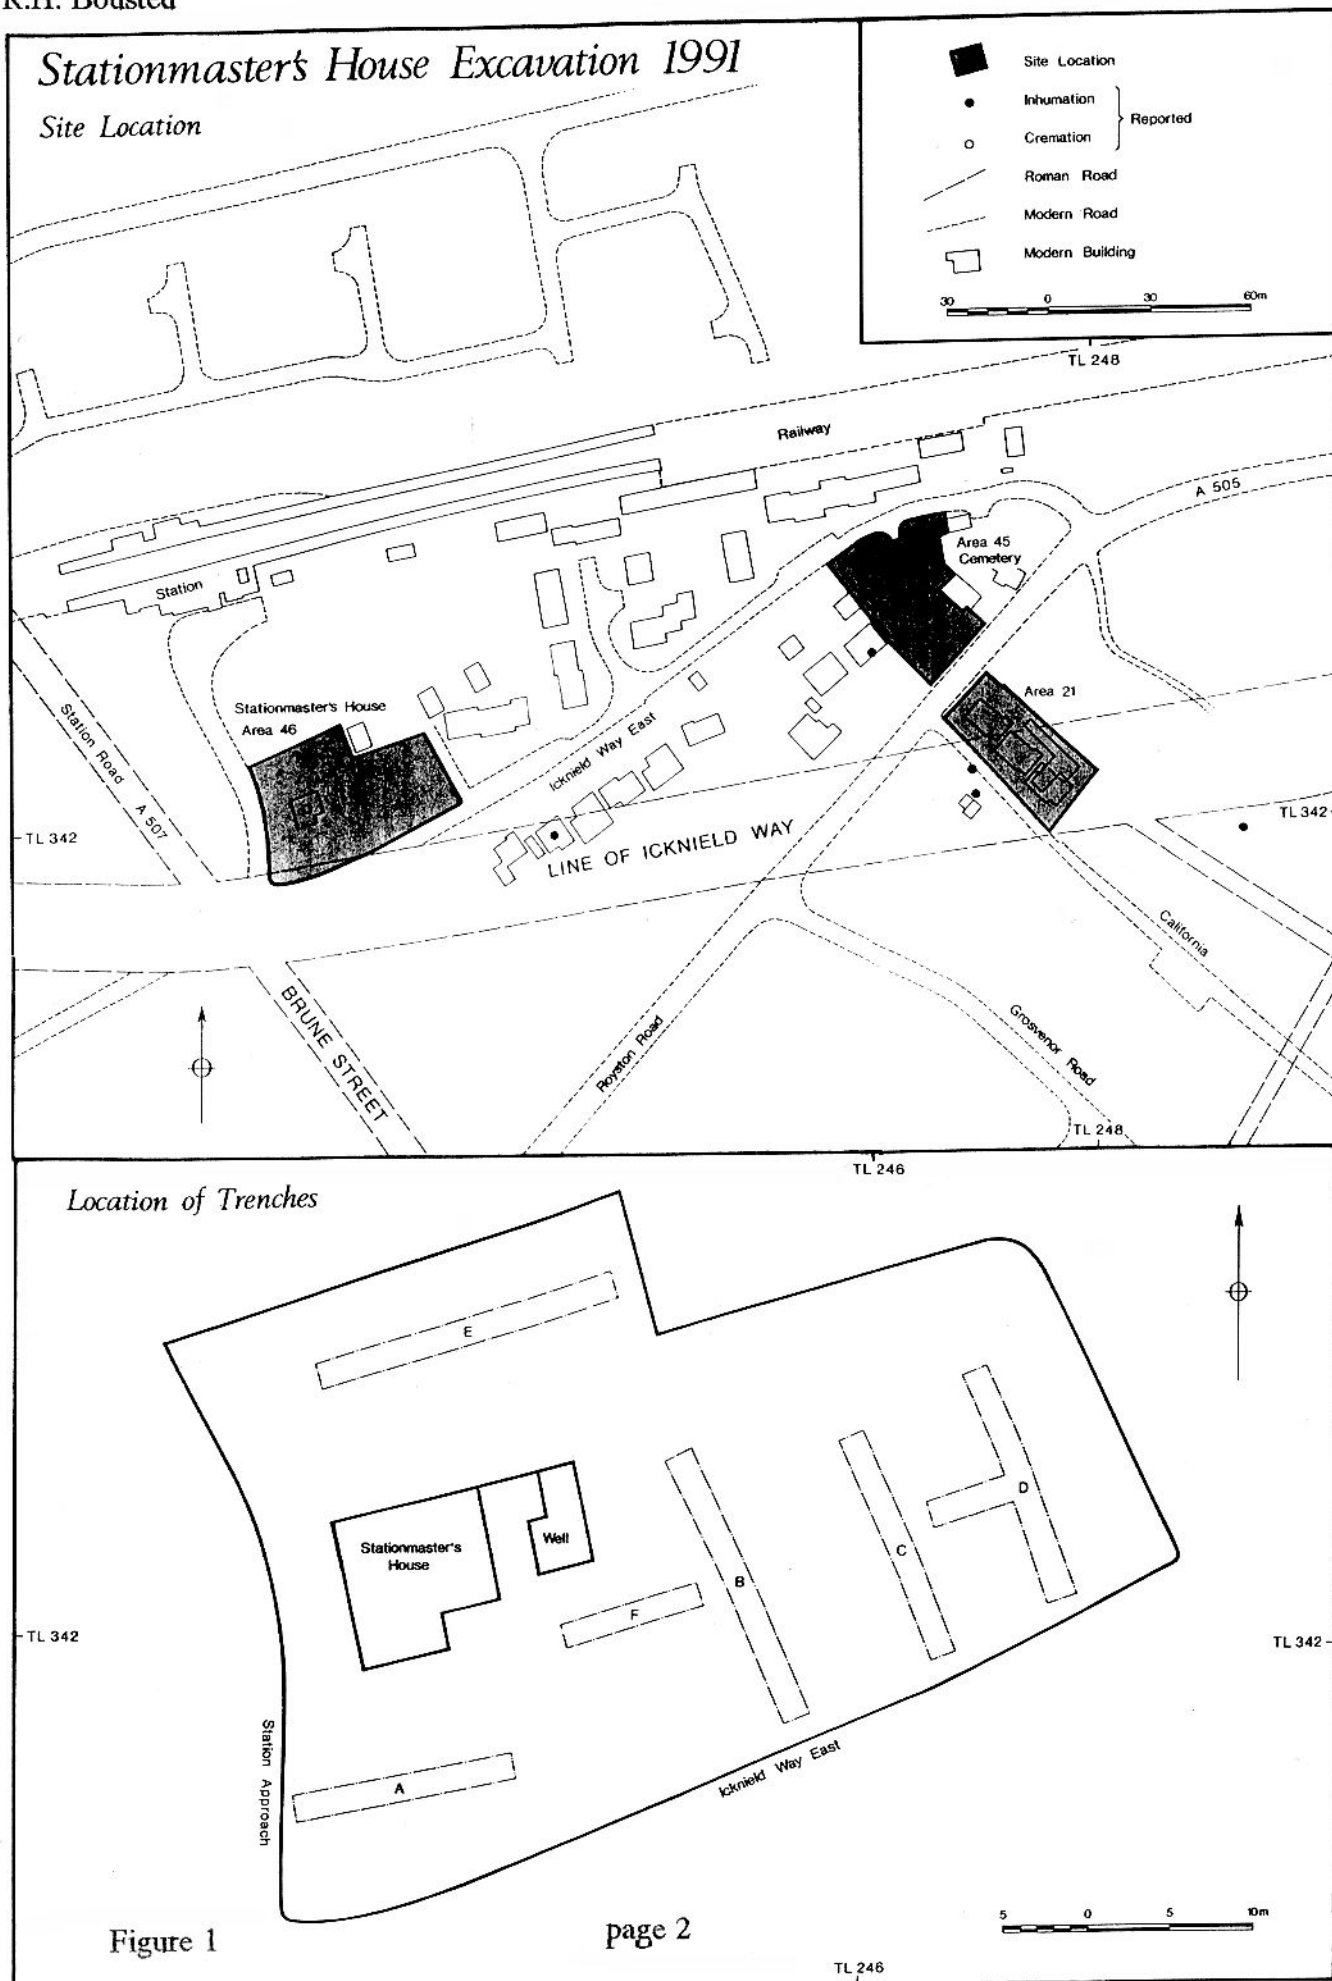 R.H. Bousted
Stationmaster's House Excavation 1991
Site Location
Site Location
Inhumation
Cremation
Reported
Roman Road
Modern Road
Modern Building
30 0 30 60m
TL 248
Railway
A 505
Area 45
Cemetery
Station
Area 21
Stationmaster's House
Area 46
Station Road A 507
Icknield Way East
TL 342
TL 342
LINE OF ICKNIELD WAY
California
BRUNE STREET
Royston Road
Grosvenor Road
TL 248
TL 246
Location of Trenches
E
D
Stationmaster's
House
Well
C
B
F
TL 342
TL 342
Station Approach
Icknield Way East
A
5 0 5 10m
Figure 1
page 2
TL 246